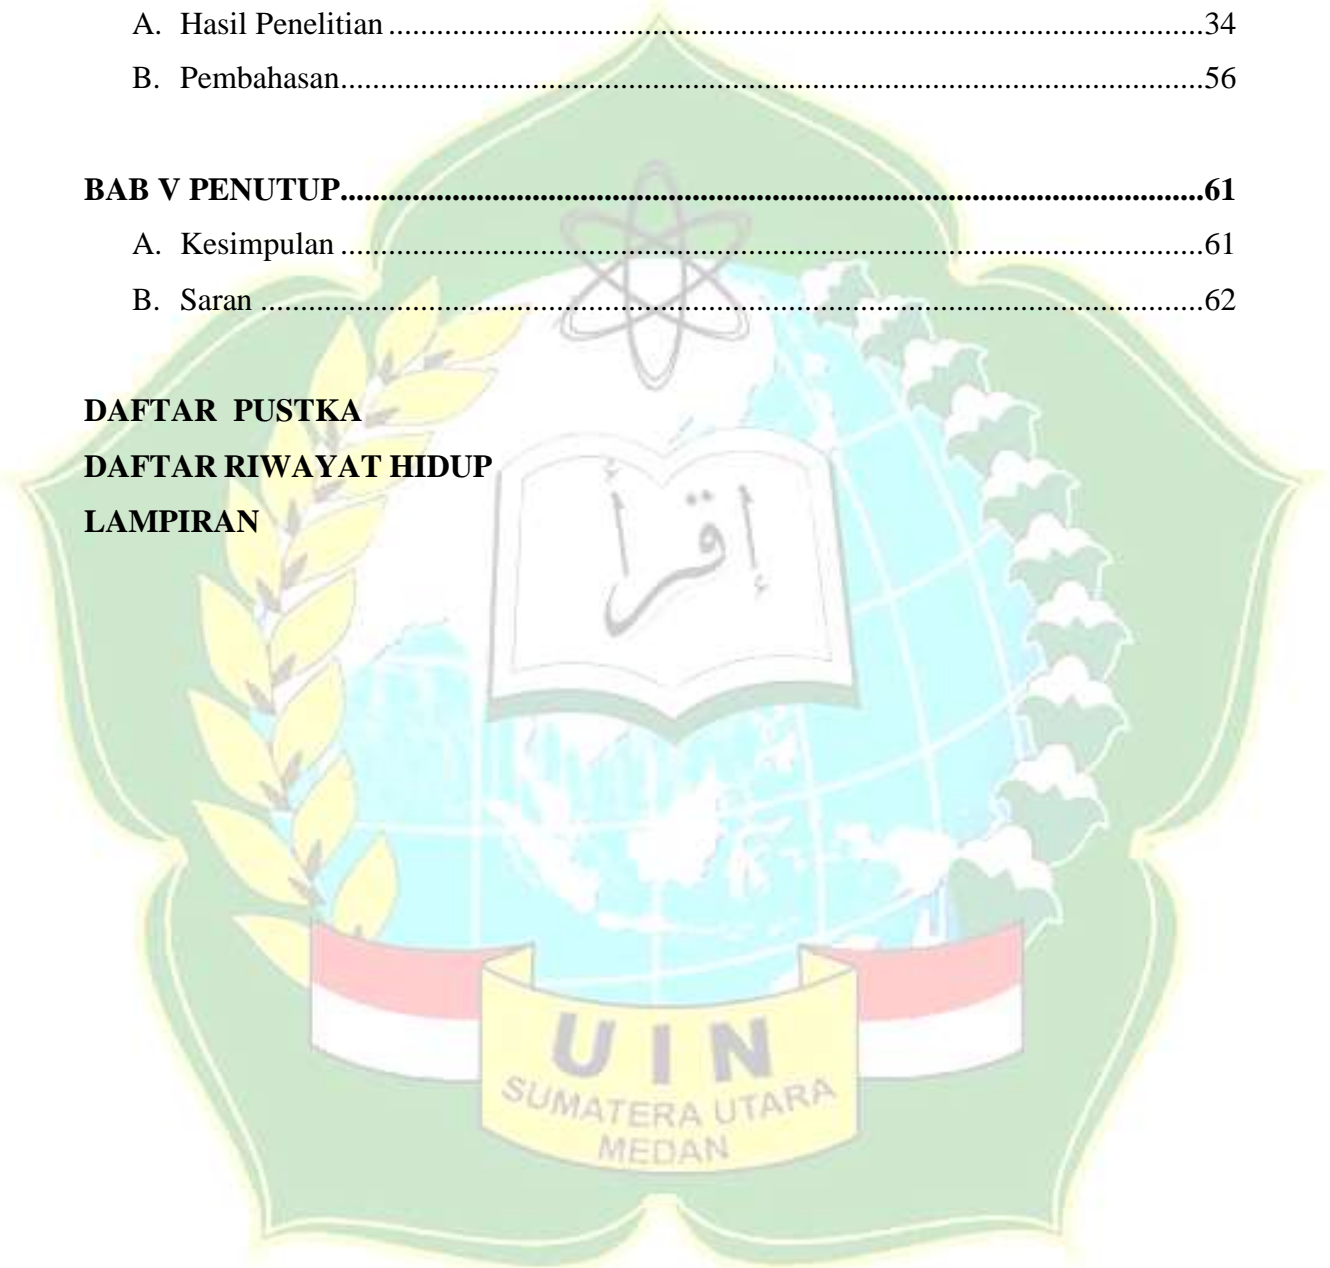 A. Hasil Penelitian ........................................................................................................34
B. Pembahasan..............................................................................................................56
BAB V PENUTUP.............................................................................................................61
A. Kesimpulan ..............................................................................................................61
B. Saran ........................................................................................................................62
DAFTAR PUSTKA
DAFTAR RIWAYAT HIDUP
LAMPIRAN
إقرأ
UIN
SUMATERA UTARA
MEDAN